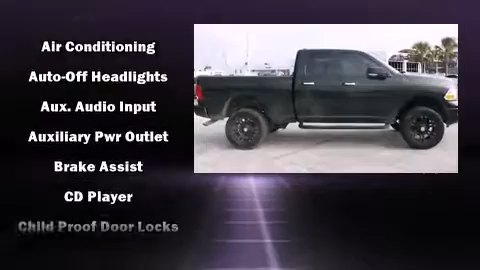 Air Conditioning
Auto-Off Headlights
Aux. Audio Input
Auxiliary Pwr Outlet
Brake Assist
CD Player
Child Proof Door Locks